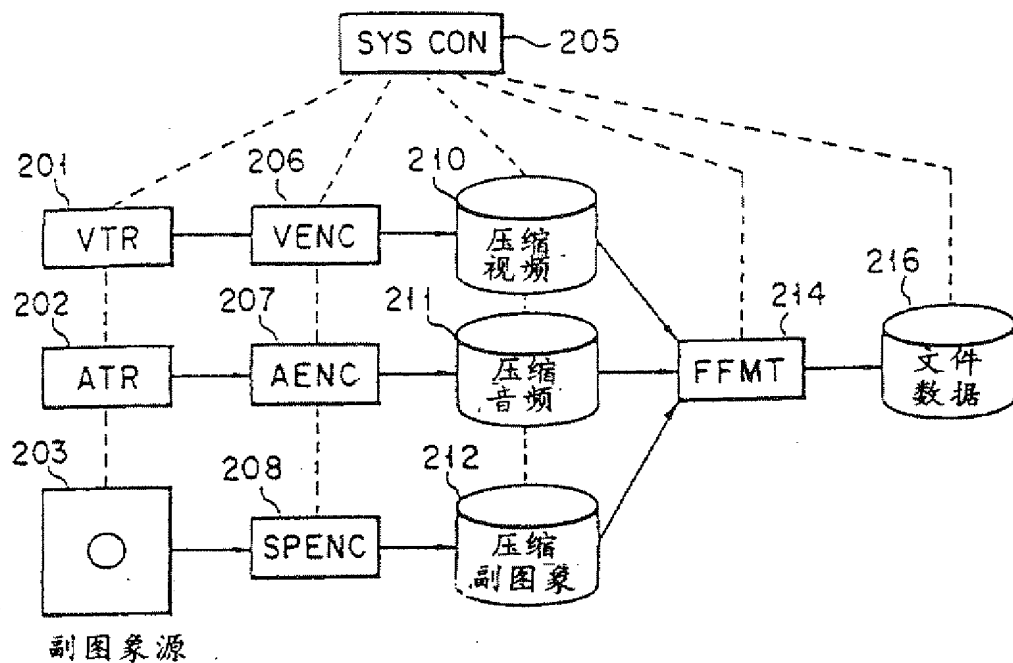 SYS CON
205
201
206
210
VTR
VENC
压缩
视频
202
207
211
214
216
ATR
AENC
压缩
音频
FFMT
文件
数据
203
208
212
SPENC
压缩
副图象
副图象源